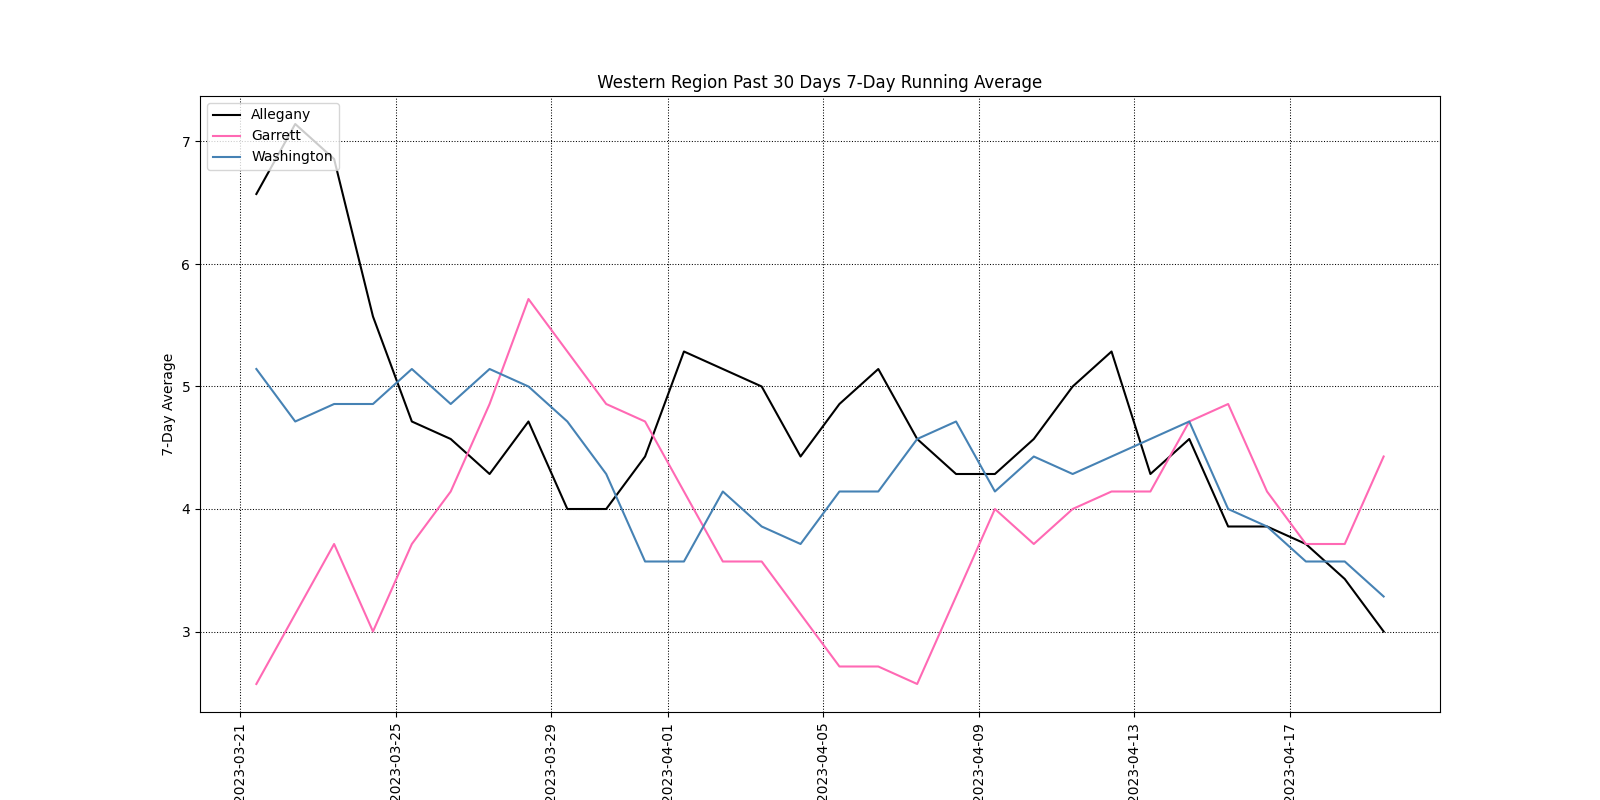 Western Region Past 30 Days 7-Day Running Average
Allegany
Garrett
Washington
7
6
5
4
3
7-Day Average
2023-03-21
2023-03-25
2023-03-29
2023-04-01
2023-04-05
2023-04-09
2023-04-13
2023-04-17